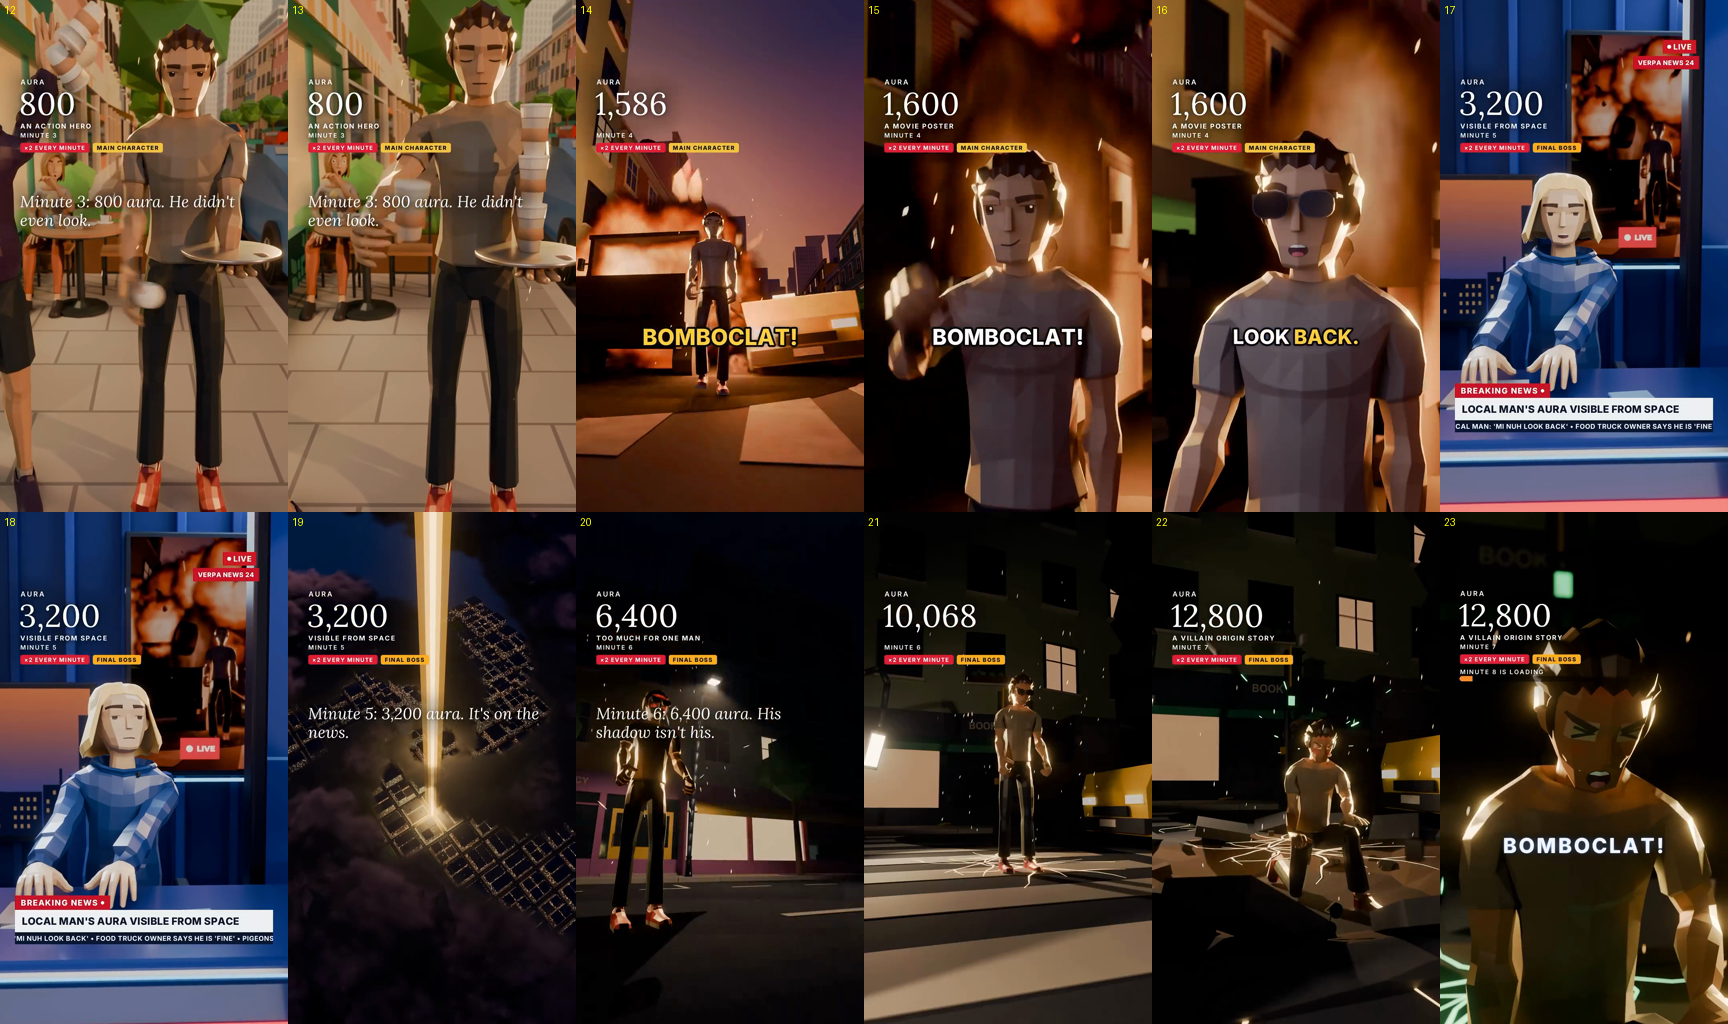 12
AURA
800
AN ACTION HERO
MINUTE 3
×2 EVERY MINUTE
MAIN CHARACTER
Minute 3: 800 aura. He didn't
even look.
13
AURA
800
AN ACTION HERO
MINUTE 3
×2 EVERY MINUTE
MAIN CHARACTER
Minute 3: 800 aura. He didn't
even look.
14
AURA
1,586
MINUTE 4
×2 EVERY MINUTE
MAIN CHARACTER
BOMBOCLAT!
15
AURA
1,600
A MOVIE POSTER
MINUTE 4
×2 EVERY MINUTE
MAIN CHARACTER
BOMBOCLAT!
16
AURA
1,600
A MOVIE POSTER
MINUTE 4
×2 EVERY MINUTE
MAIN CHARACTER
LOOK BACK.
17
LIVE
VERPA NEWS 24
AURA
3,200
VISIBLE FROM SPACE
MINUTE 5
×2 EVERY MINUTE
FINAL BOSS
LIVE
BREAKING NEWS •
LOCAL MAN'S AURA VISIBLE FROM SPACE
CAL MAN: 'MI NUH LOOK BACK' • FOOD TRUCK OWNER SAYS HE IS 'FINE
18
LIVE
VERPA NEWS 24
AURA
3,200
VISIBLE FROM SPACE
MINUTE 5
×2 EVERY MINUTE
FINAL BOSS
LIVE
BREAKING NEWS •
LOCAL MAN'S AURA VISIBLE FROM SPACE
'MI NUH LOOK BACK' • FOOD TRUCK OWNER SAYS HE IS 'FINE' • PIGEONS
19
AURA
3,200
VISIBLE FROM SPACE
MINUTE 5
×2 EVERY MINUTE
FINAL BOSS
Minute 5: 3,200 aura. It's on the
news.
20
AURA
6,400
TOO MUCH FOR ONE MAN
MINUTE 6
×2 EVERY MINUTE
FINAL BOSS
Minute 6: 6,400 aura. His
shadow isn't his.
21
AURA
10,068
MINUTE 6
×2 EVERY MINUTE
FINAL BOSS
BOOK
22
AURA
12,800
A VILLAIN ORIGIN STORY
MINUTE 7
×2 EVERY MINUTE
FINAL BOSS
BOOK
23
BOOK
AURA
12,800
A VILLAIN ORIGIN STORY
MINUTE 7
×2 EVERY MINUTE
FINAL BOSS
MINUTE 8 IS LOADING
BOMBOCLAT!